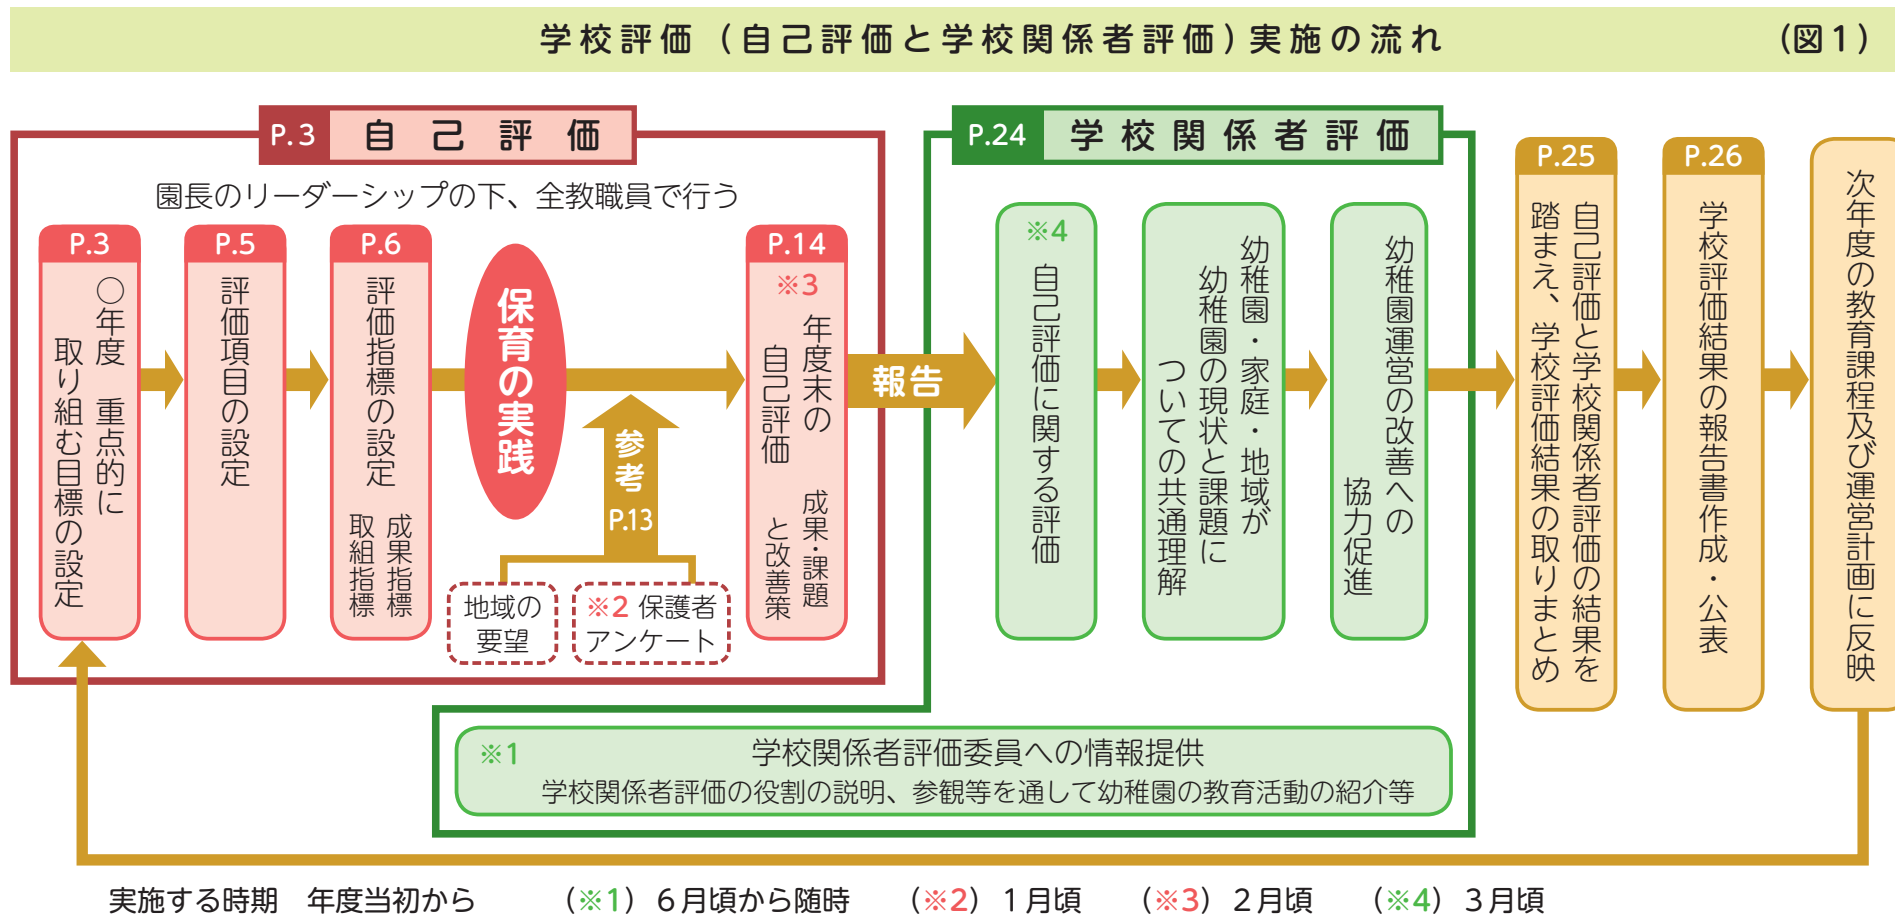 学校評価（自己評価と学校関係者評価）実施の流れ
（図1）
P.3 自己評価
園長のリーダーシップの下、全教職員で行う
P.3
〇年度 重点的に
取り組む目標の設定
P.5
評価項目の設定
P.6
評価指標の設定
成果指標
取組指標
保育の実践
参考
P.13
地域の
要望
※2 保護者
アンケート
P.14
※3
年度末の
自己評価
成果・課題
と改善策
報告
P.24 学校関係者評価
※4
自己評価に関する評価
幼稚園・家庭・地域が
幼稚園の現状と課題に
ついての共通理解
幼稚園運営の改善への
協力促進
※1 学校関係者評価委員への情報提供
学校関係者評価の役割の説明、参観等を通して幼稚園の教育活動の紹介等
P.25
自己評価と学校関係者評価の結果を
踏まえ、学校評価結果の取りまとめ
P.26
学校評価結果の報告書作成・公表
次年度の教育課程及び運営計画に反映
実施する時期 年度当初から （※1）6月頃から随時 （※2）1月頃 （※3）2月頃 （※4）3月頃